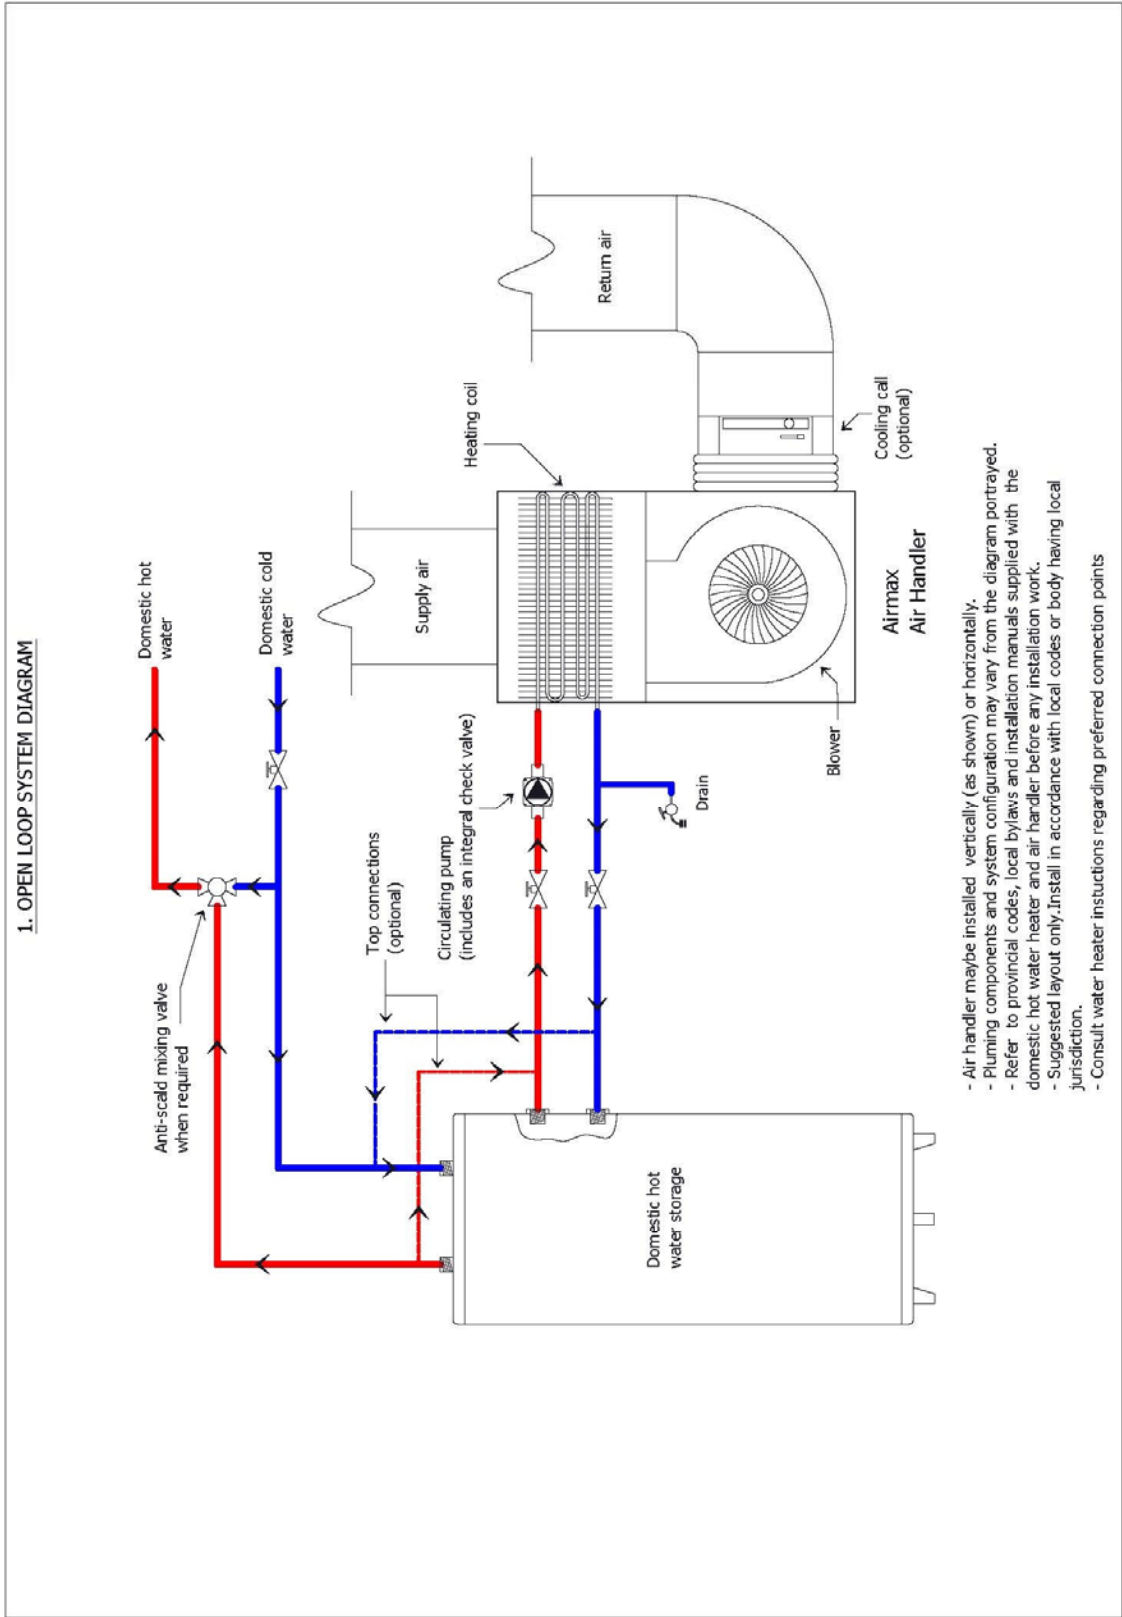 1. OPEN LOOP SYSTEM DIAGRAM
Domestic hot
water
Domestic cold
water
Anti-scald mixing valve
when required
Top connections
(optional)
Circulating pump
(includes an integral check valve)
Supply air
Heating coil
Return air
Drain
Cooling call
(optional)
Blower
Airmax
Air Handler
Domestic hot
water storage
- Air handler maybe installed vertically (as shown) or horizontally.
- Pluming components and system configuration may vary from the diagram portrayed.
- Refer to provincial codes, local bylaws and installation manuals supplied with the
domestic hot water heater and air handler before any installation work.
- Suggested layout only.Install in accordance with local codes or body having local
jurisdiction.
- Consult water heater instuctions regarding preferred connection points